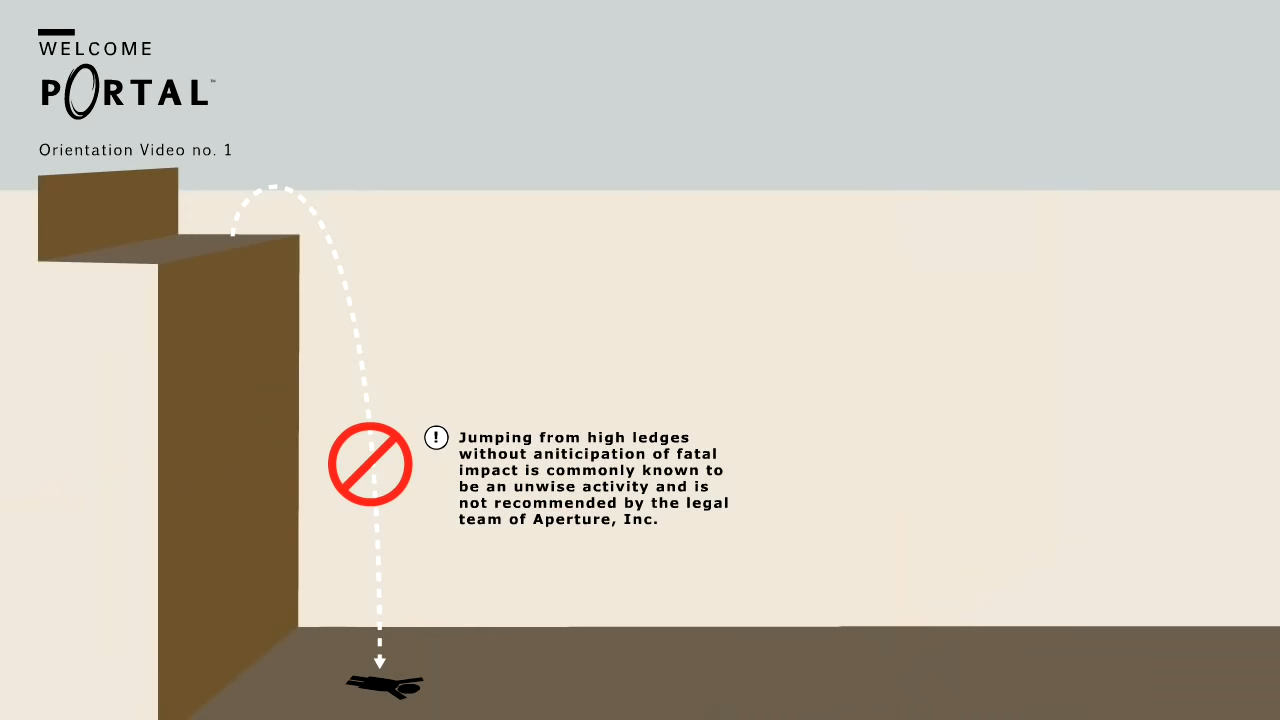 WELCOME
PORTAL™
Orientation Video no. 1
!
Jumping from high ledges
without aniticipation of fatal
impact is commonly known to
be an unwise activity and is
not recommended by the legal
team of Aperture, Inc.